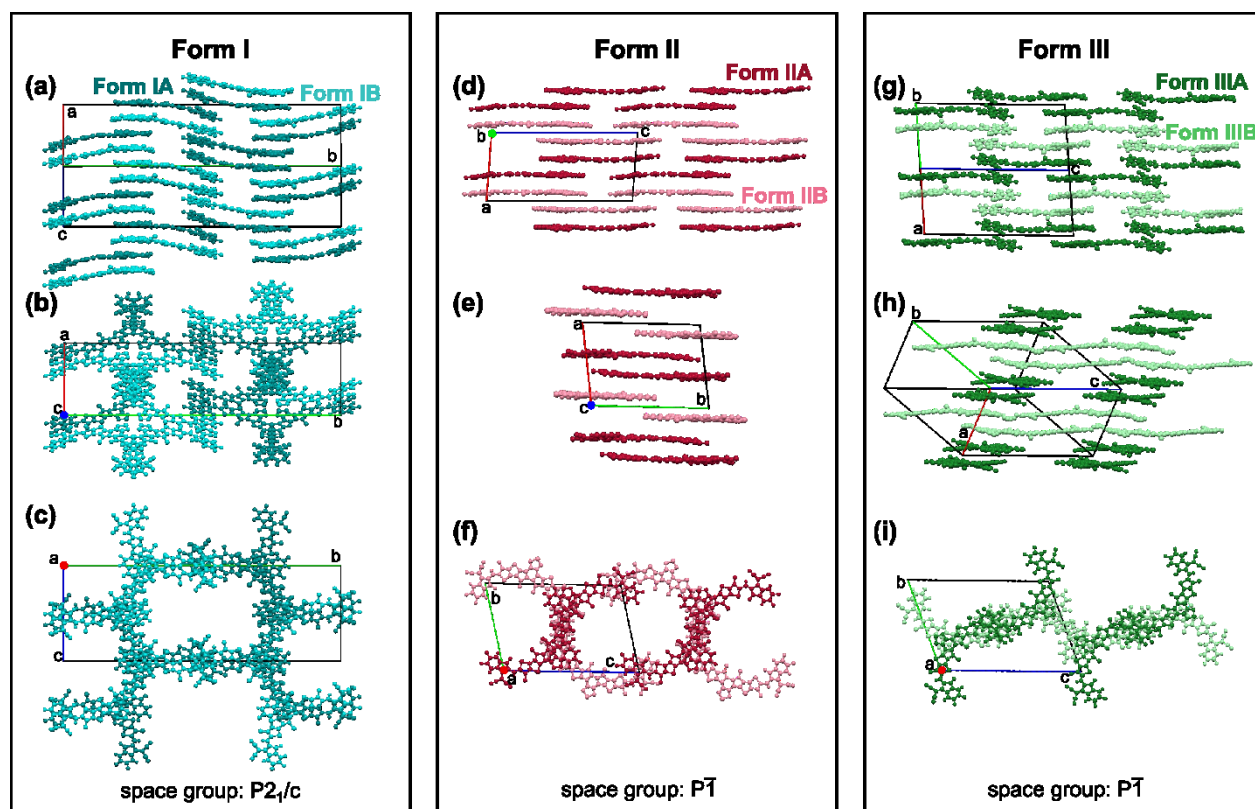 Form I
(a)
Form IA
Form IB
a
b
c
(b)
a
c
b
(c)
a
b
c
space group: P2₁/c
Form II
(d)
Form IIA
b
c
a
Form IIB
(e)
a
c
b
(f)
b
a
c
space group: P1̅
Form III
(g)
b
Form IIIA
Form IIIB
c
a
(h)
b
c
a
(i)
b
a
c
space group: P1̅